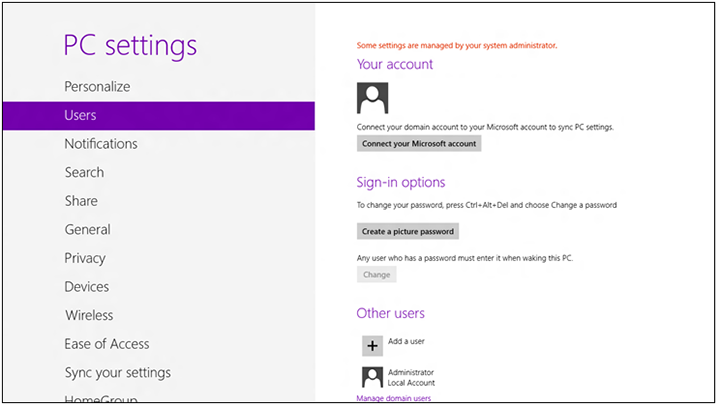 PC settings
Personalize
Users
Notifications
Search
Share
General
Privacy
Devices
Wireless
Ease of Access
Sync your settings
HomeGroup
Some settings are managed by your system administrator.
Your account
Connect your domain account to your Microsoft account to sync PC settings.
Connect your Microsoft account
Sign-in options
To change your password, press Ctrl+Alt+Del and choose Change a password
Create a picture password
Any user who has a password must enter it when waking this PC.
Change
Other users
Add a user
Administrator
Local Account
Manage domain users